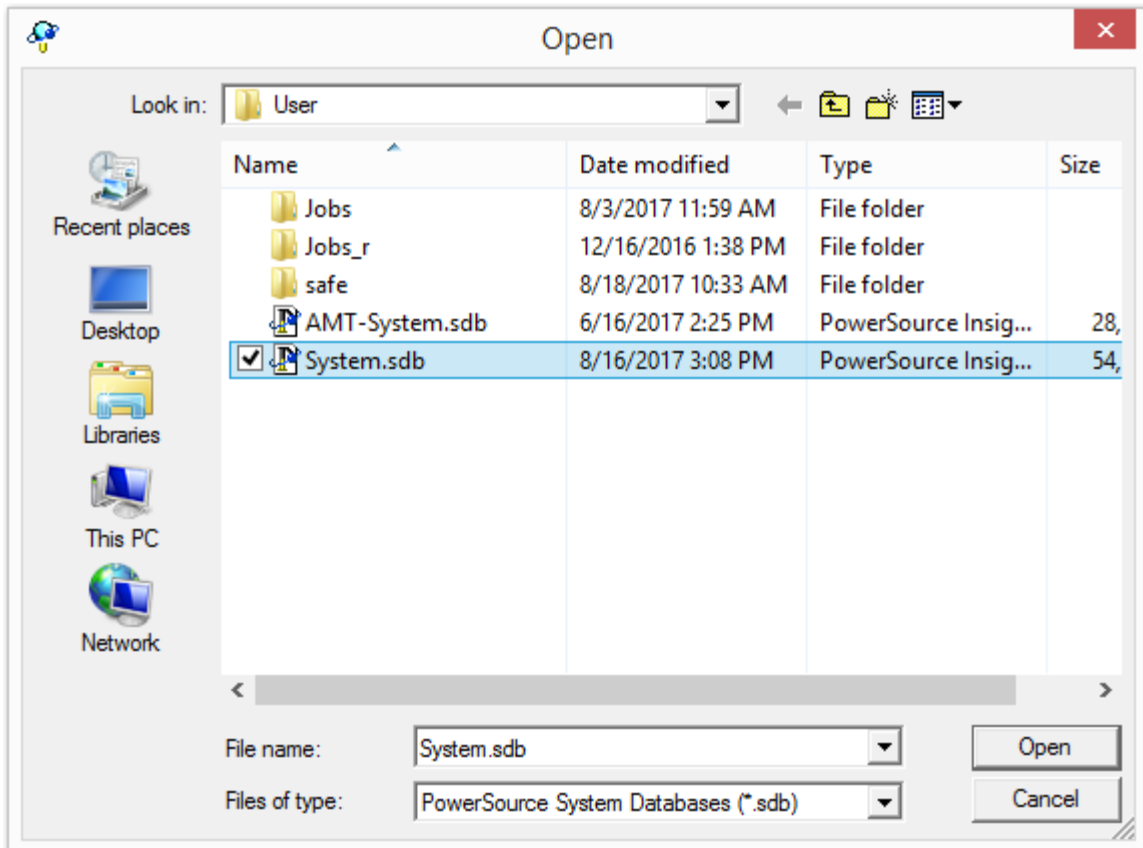 Open
Look in: User
Name Date modified Type Size
Jobs 8/3/2017 11:59 AM File folder
Jobs_r 12/16/2016 1:38 PM File folder
safe 8/18/2017 10:33 AM File folder
AMT-System.sdb 6/16/2017 2:25 PM PowerSource Insig... 28,
System.sdb 8/16/2017 3:08 PM PowerSource Insig... 54,
Recent places
Desktop
Libraries
This PC
Network
File name: System.sdb Open
Files of type: PowerSource System Databases (*.sdb) Cancel